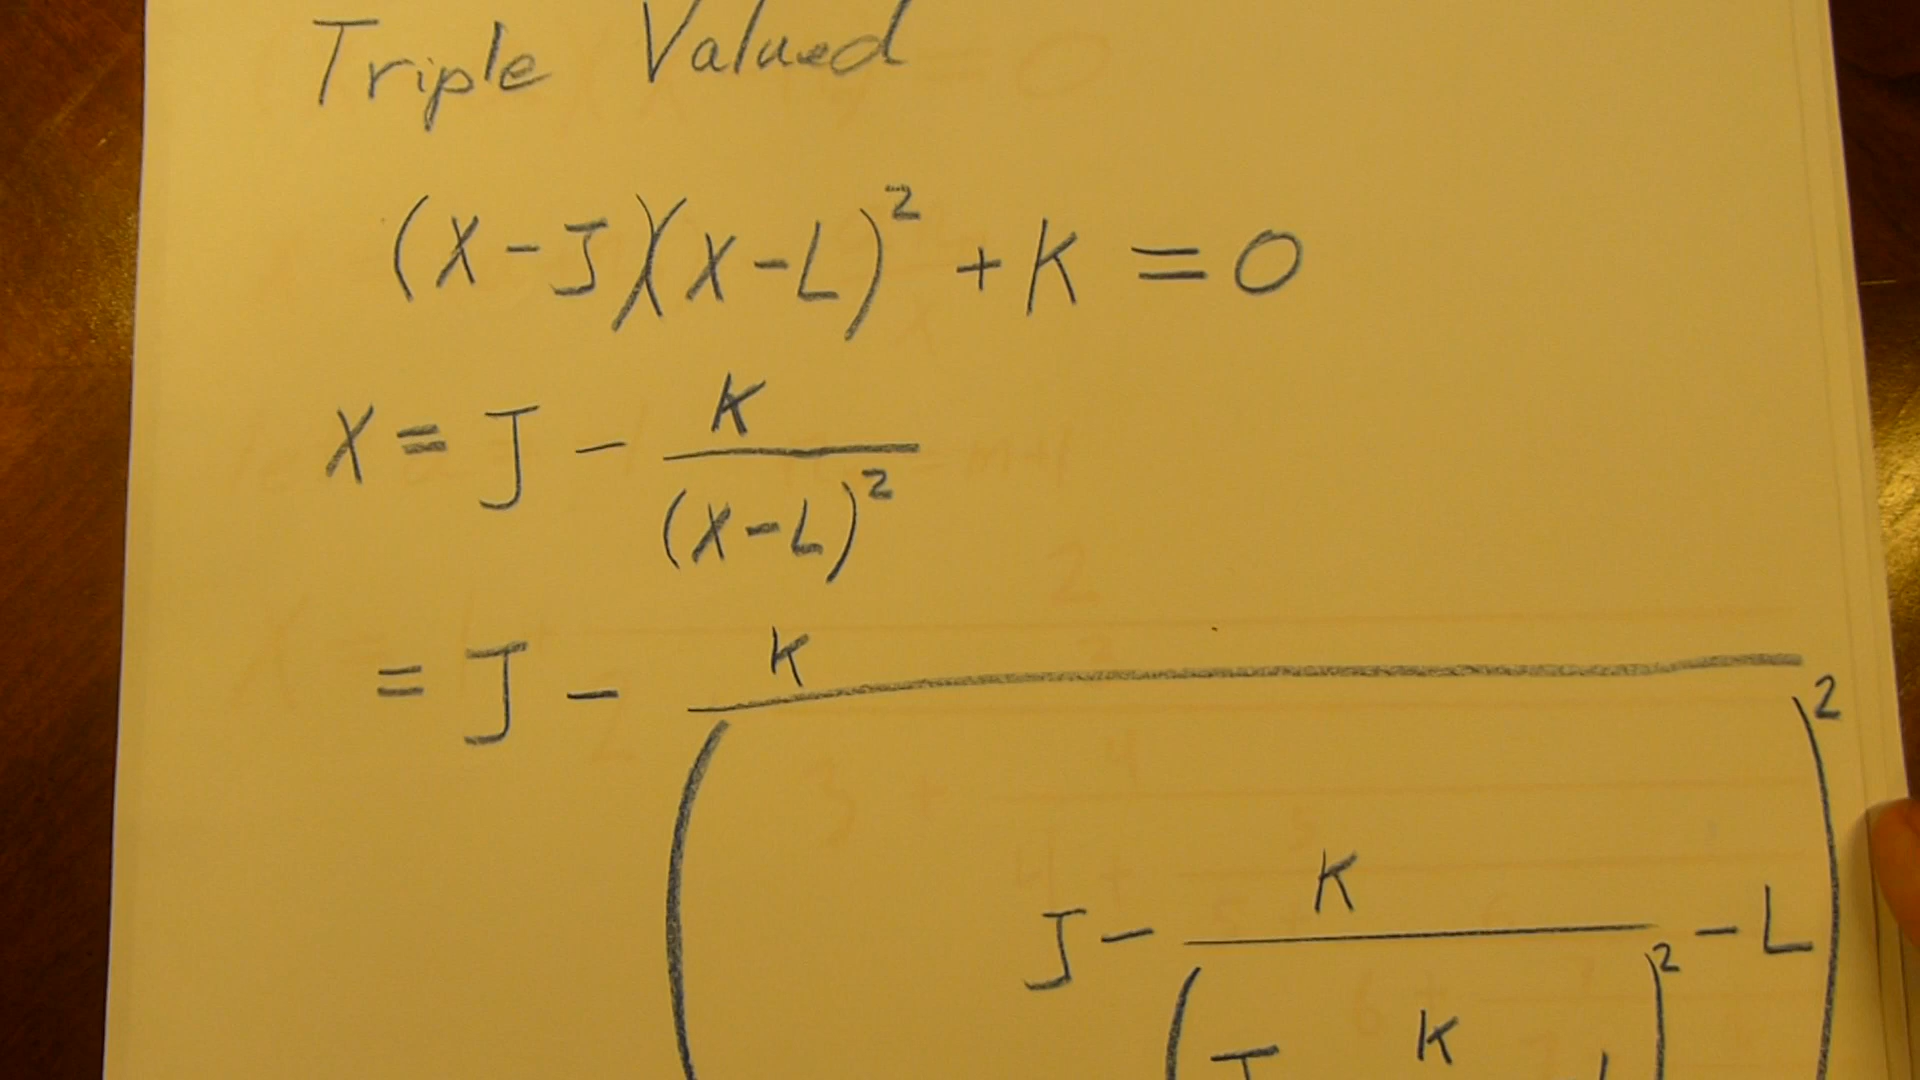 Triple Valued
(X-J)(X-L)² + K = 0
X = J - K/(X-L)²
= J - K/(J - K/(J K L)² - L)²